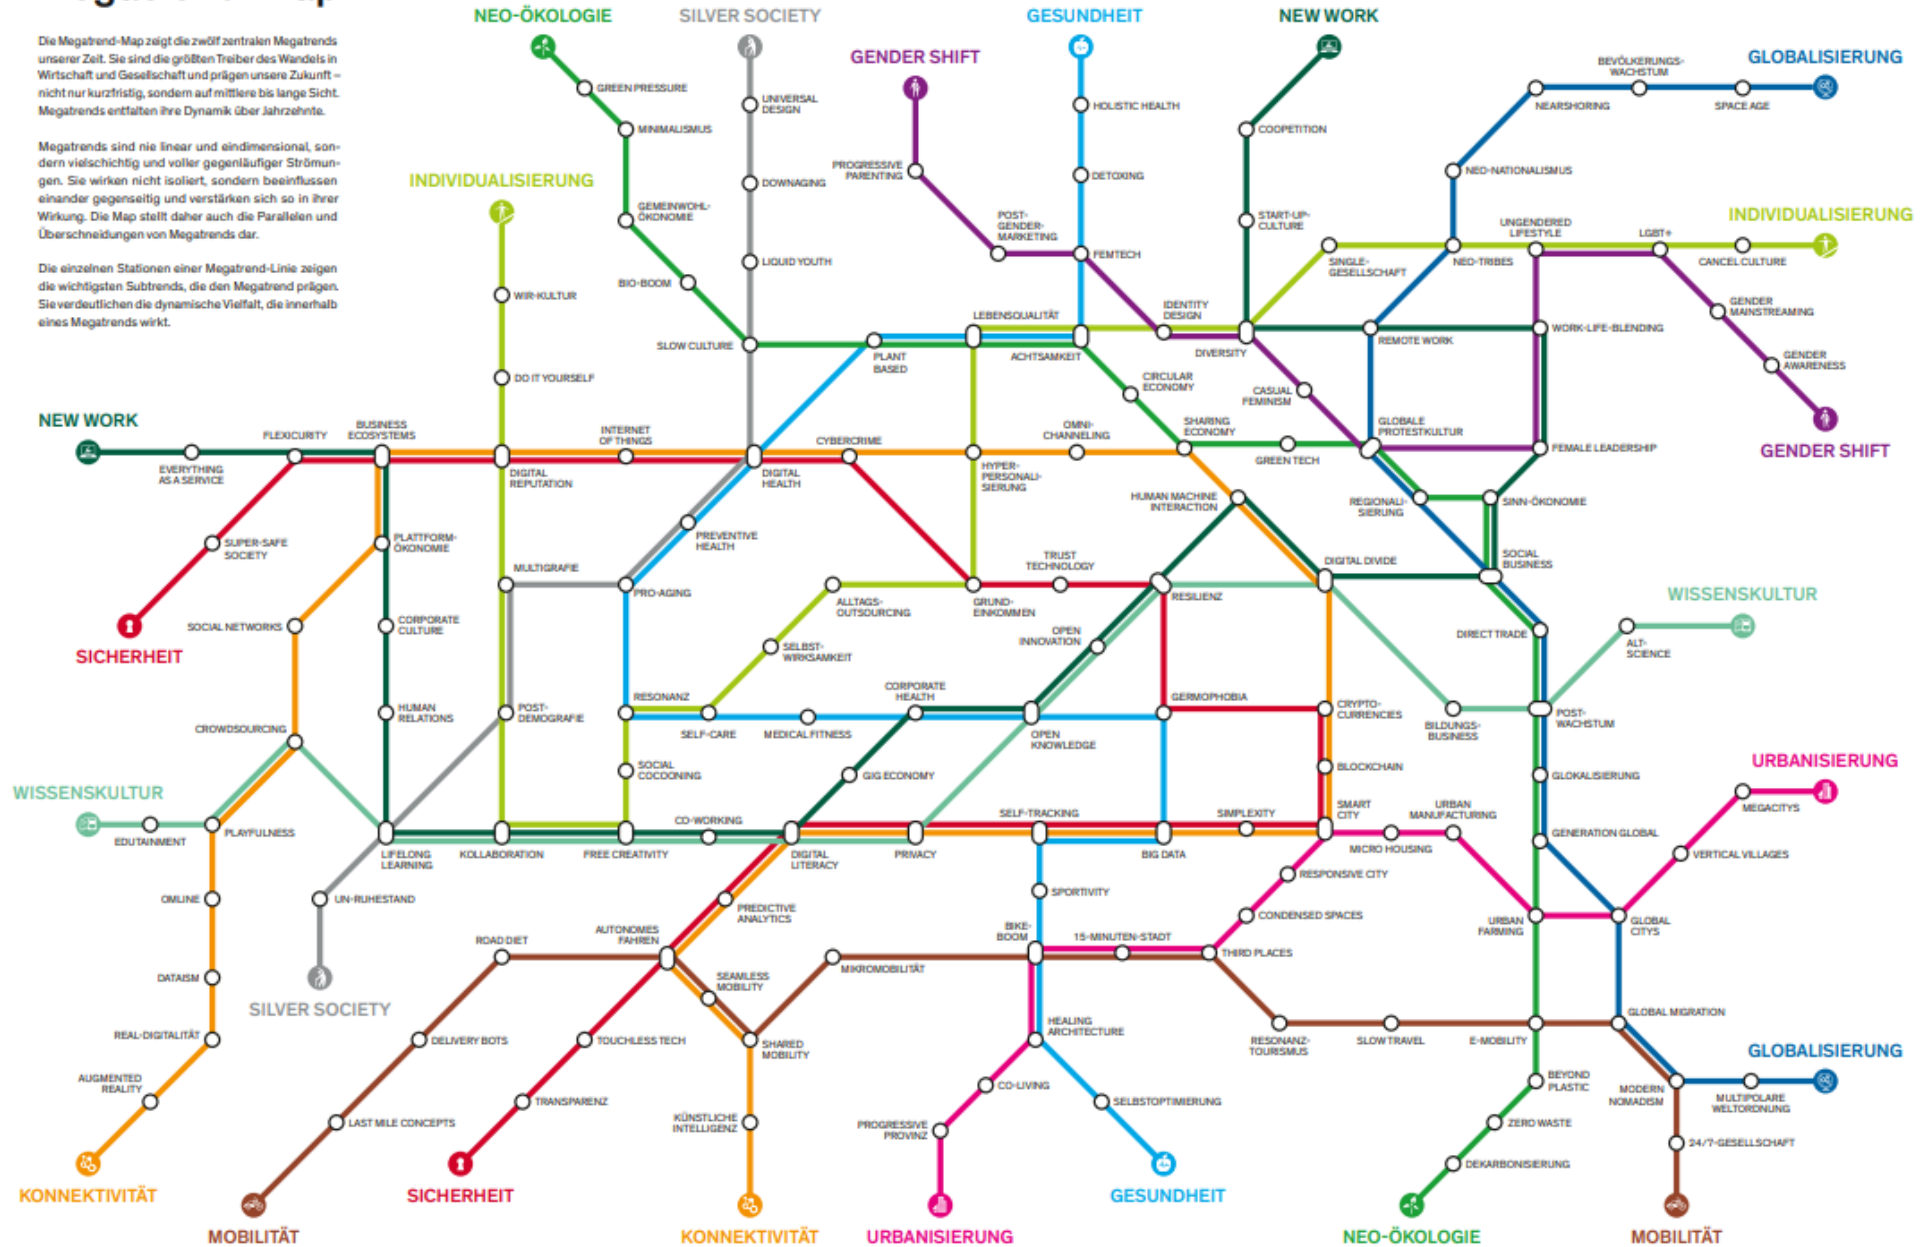 Die Megatrend-Map zeigt die zwölf zentralen Megatrends
unserer Zeit. Sie sind die größten Treiber des Wandels in
Wirtschaft und Gesellschaft und prägen unsere Zukunft –
nicht nur kurzfristig, sondern auf mittlere bis lange Sicht.
Megatrends entfalten ihre Dynamik über Jahrzehnte.
Megatrends sind nie linear und eindimensional, son-
dern vielschichtig und voller gegenläufiger Strömun-
gen. Sie wirken nicht isoliert, sondern beeinflussen
einander gegenseitig und verstärken sich so in ihrer
Wirkung. Die Map stellt daher auch die Parallelen und
Überschneidungen von Megatrends dar.
Die einzelnen Stationen einer Megatrend-Linie zeigen
die wichtigsten Subtrends, die den Megatrend prägen.
Sie verdeutlichen die dynamische Vielfalt, die innerhalb
eines Megatrends wirkt.
NEO-ÖKOLOGIE
SILVER SOCIETY
GESUNDHEIT
NEW WORK
GENDER SHIFT
GLOBALISIERUNG
BEVÖLKERUNGS-
WACHSTUM
GREEN PRESSURE
UNIVERSAL
DESIGN
HOLISTIC HEALTH
NEARSHORING
SPACE AGE
MINIMALISMUS
COOPETITION
PROGRESSIVE
PARENTING
DOWNAGING
DETOXING
NEO-NATIONALISMUS
INDIVIDUALISIERUNG
GEMEINWOHL-
ÖKONOMIE
POST-
GENDER-
MARKETING
START-UP-
CULTURE
UNGENDERED
LIFESTYLE
LGBT+
INDIVIDUALISIERUNG
BIO-BOOM
LIQUID YOUTH
FEMTECH
SINGLE-
GESELLSCHAFT
NEO-TRIBES
CANCEL CULTURE
WIR-KULTUR
LEBENSQUALITÄT
IDENTITY
DESIGN
GENDER
MAINSTREAMING
SLOW CULTURE
PLANT
BASED
ACHTSAMKEIT
DIVERSITY
REMOTE WORK
WORK-LIFE-BLENDING
DO IT YOURSELF
CIRCULAR
ECONOMY
CASUAL
FEMINISM
GENDER
AWARENESS
NEW WORK
FLEXICURITY
BUSINESS
ECOSYSTEMS
INTERNET
OF THINGS
CYBERCRIME
OMNI-
CHANNELING
SHARING
ECONOMY
GLOBALE
PROTESTKULTUR
GENDER SHIFT
EVERYTHING
AS A SERVICE
DIGITAL
REPUTATION
DIGITAL
HEALTH
HYPER-
PERSONALI-
SIERUNG
GREEN TECH
FEMALE LEADERSHIP
HUMAN MACHINE
INTERACTION
REGIONALI-
SIERUNG
SINN-ÖKONOMIE
SUPER-SAFE
SOCIETY
PLATTFORM-
ÖKONOMIE
PREVENTIVE
HEALTH
TRUST
TECHNOLOGY
DIGITAL DIVIDE
SOCIAL
BUSINESS
MULTIGRAFIE
PRO-AGING
ALLTAGS-
OUTSOURCING
GRUND-
EINKOMMEN
RESILIENZ
WISSENSKULTUR
SOCIAL NETWORKS
CORPORATE
CULTURE
OPEN
INNOVATION
DIRECT TRADE
ALT-
SCIENCE
SICHERHEIT
SELBST-
WIRKSAMKEIT
CROWDSOURCING
HUMAN
RELATIONS
POST-
DEMOGRAFIE
RESONANZ
SELF-CARE
MEDICAL FITNESS
CORPORATE
HEALTH
OPEN
KNOWLEDGE
GERMOPHOBIA
CRYPTO-
CURRENCIES
BILDUNGS-
BUSINESS
POST-
WACHSTUM
SOCIAL
COCOONING
GIG ECONOMY
BLOCKCHAIN
GLOKALISIERUNG
URBANISIERUNG
WISSENSKULTUR
EDUTAINMENT
PLAYFULNESS
LIFELONG
LEARNING
KOLLABORATION
FREE CREATIVITY
CO-WORKING
DIGITAL
LITERACY
PRIVACY
SELF-TRACKING
BIG DATA
SIMPLEXITY
SMART
CITY
MICRO HOUSING
URBAN
MANUFACTURING
GENERATION GLOBAL
MEGACITYS
VERTICAL VILLAGES
OMLINE
UN-RUHESTAND
PREDICTIVE
ANALYTICS
SPORTIVITY
RESPONSIVE CITY
CONDENSED SPACES
URBAN
FARMING
GLOBAL
CITYS
ROAD DIET
AUTONOMES
FAHREN
BIKE-
BOOM
15-MINUTEN-STADT
THIRD PLACES
DATAISM
SEAMLESS
MOBILITY
MIKROMOBILITÄT
SILVER SOCIETY
REAL-DIGITALITÄT
DELIVERY BOTS
TOUCHLESS TECH
SHARED
MOBILITY
HEALING
ARCHITECTURE
RESONANZ-
TOURISMUS
SLOW TRAVEL
E-MOBILITY
GLOBAL MIGRATION
GLOBALISIERUNG
AUGMENTED
REALITY
CO-LIVING
BEYOND
PLASTIC
MODERN
NOMADISM
MULTIPOLARE
WELTORDNUNG
LAST MILE CONCEPTS
TRANSPARENZ
KÜNSTLICHE
INTELLIGENZ
PROGRESSIVE
PROVINZ
SELBSTOPTIMIERUNG
ZERO WASTE
24/7-GESELLSCHAFT
DEKARBONISIERUNG
KONNEKTIVITÄT
SICHERHEIT
GESUNDHEIT
MOBILITÄT
KONNEKTIVITÄT
URBANISIERUNG
NEO-ÖKOLOGIE
MOBILITÄT